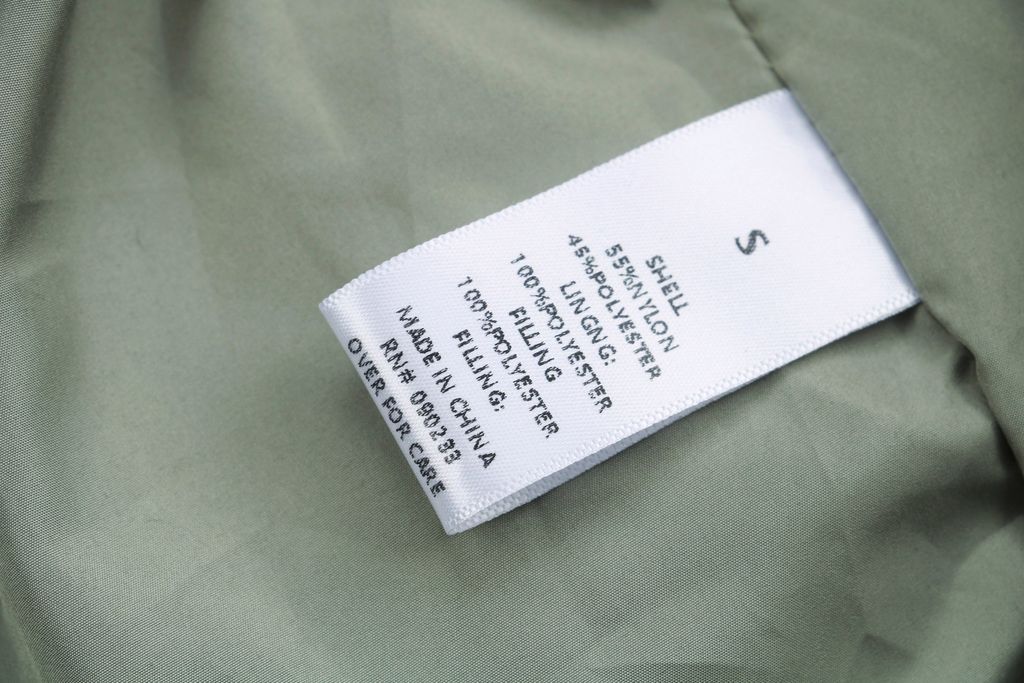 S
SHELL
55%NYLON
45%POLYESTER
LINGNG:
100%POLYESTER
FILLING
100%POLYESTER
FILLING:
MADE IN CHINA
RN# 090233
OVER FOR CARE